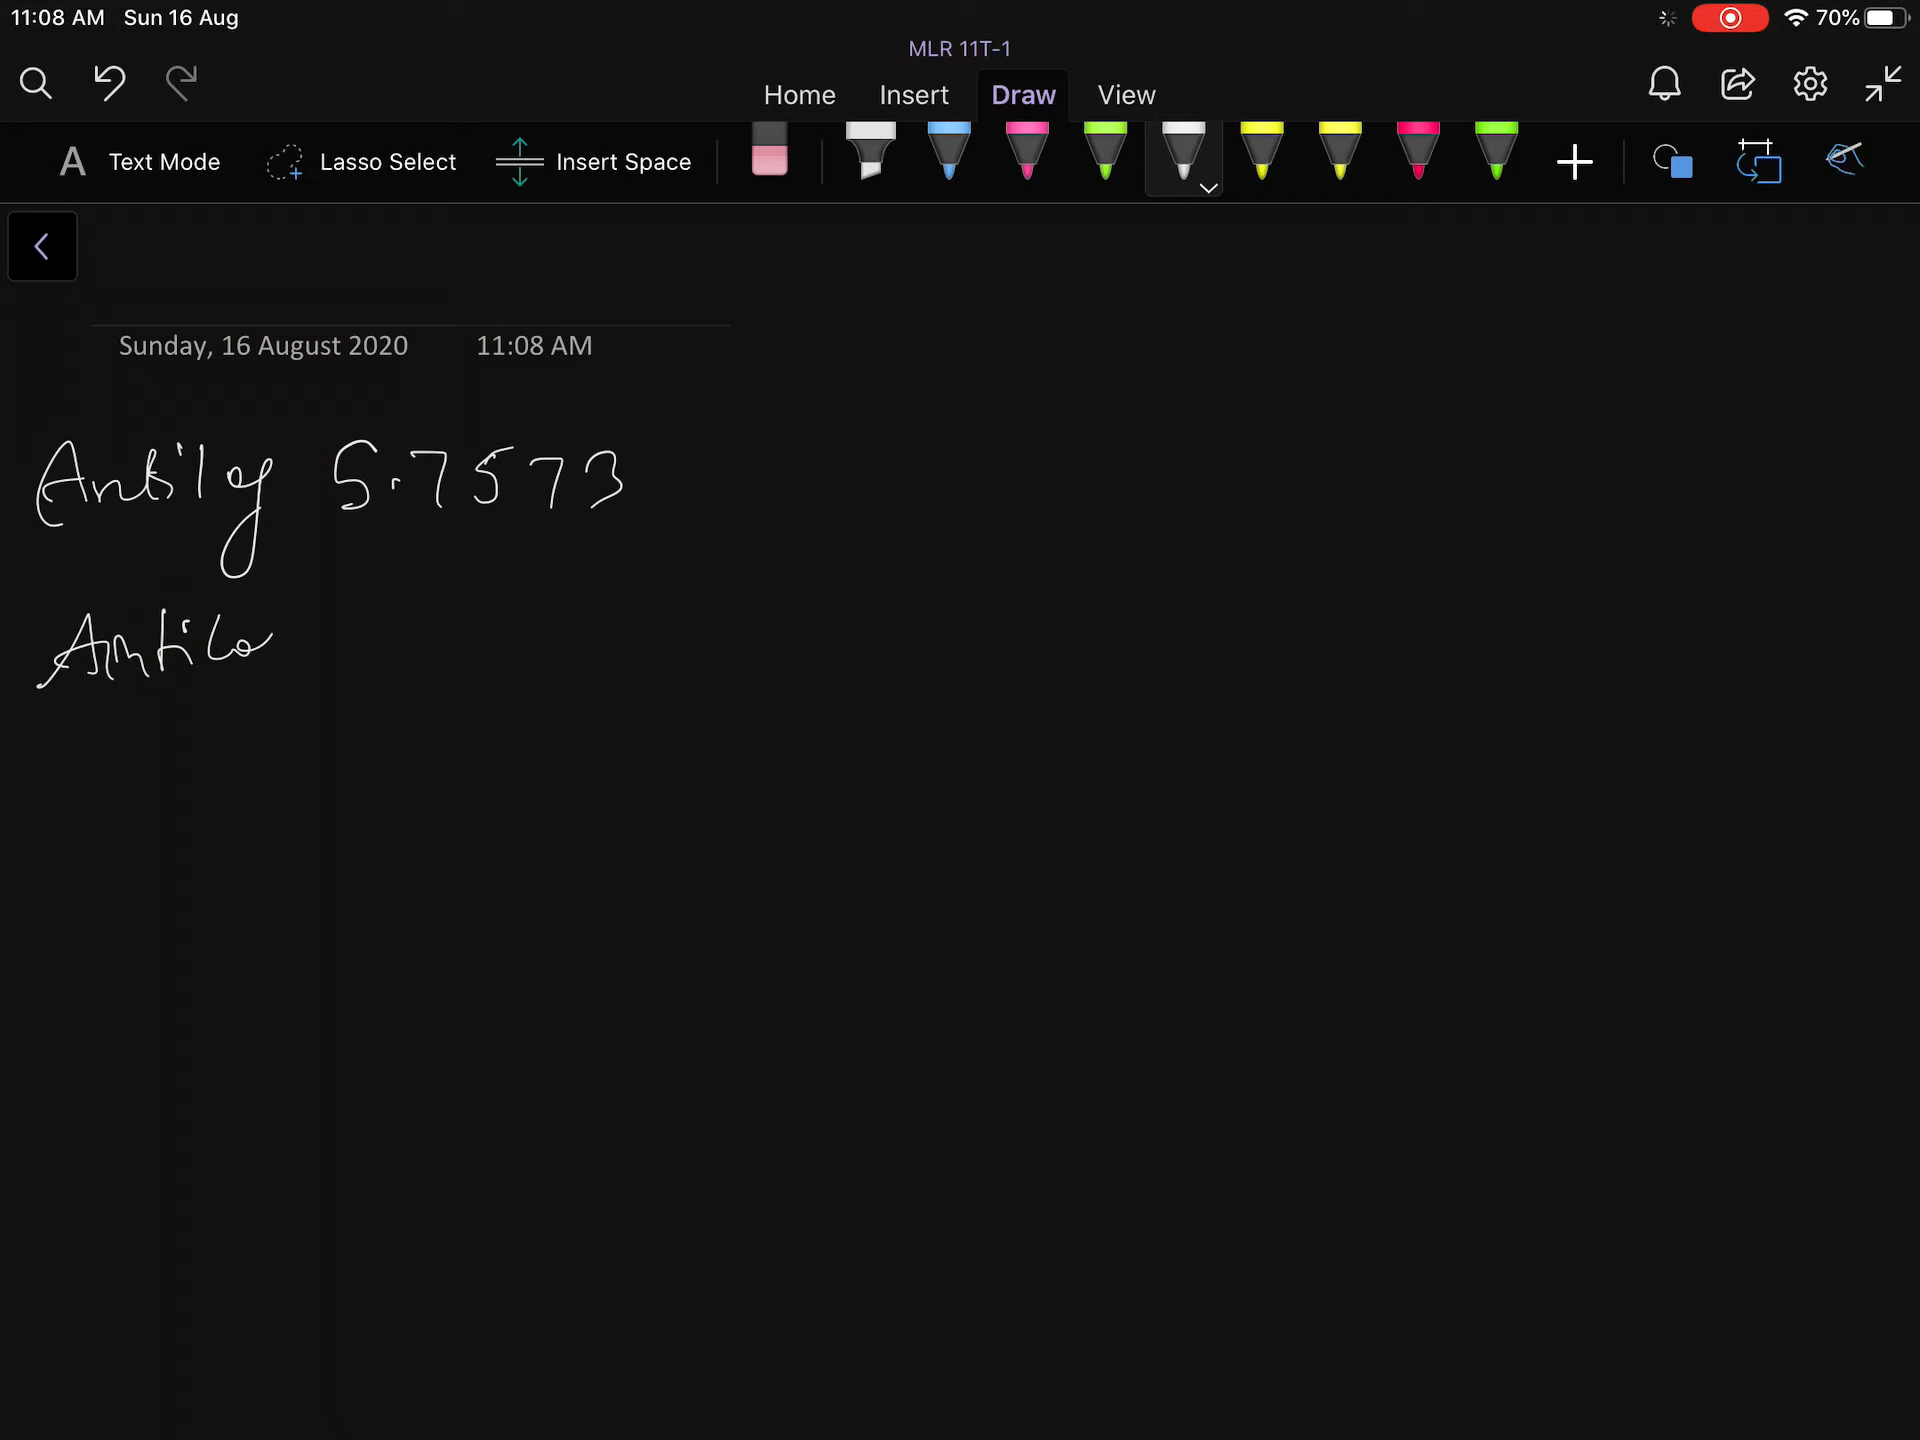 11:08 AM Sun 16 Aug 70%
MLR 11T-1
Home Insert Draw View
A Text Mode Lasso Select Insert Space
Sunday, 16 August 2020 11:08 AM
Antilog 5.7573
Antilo